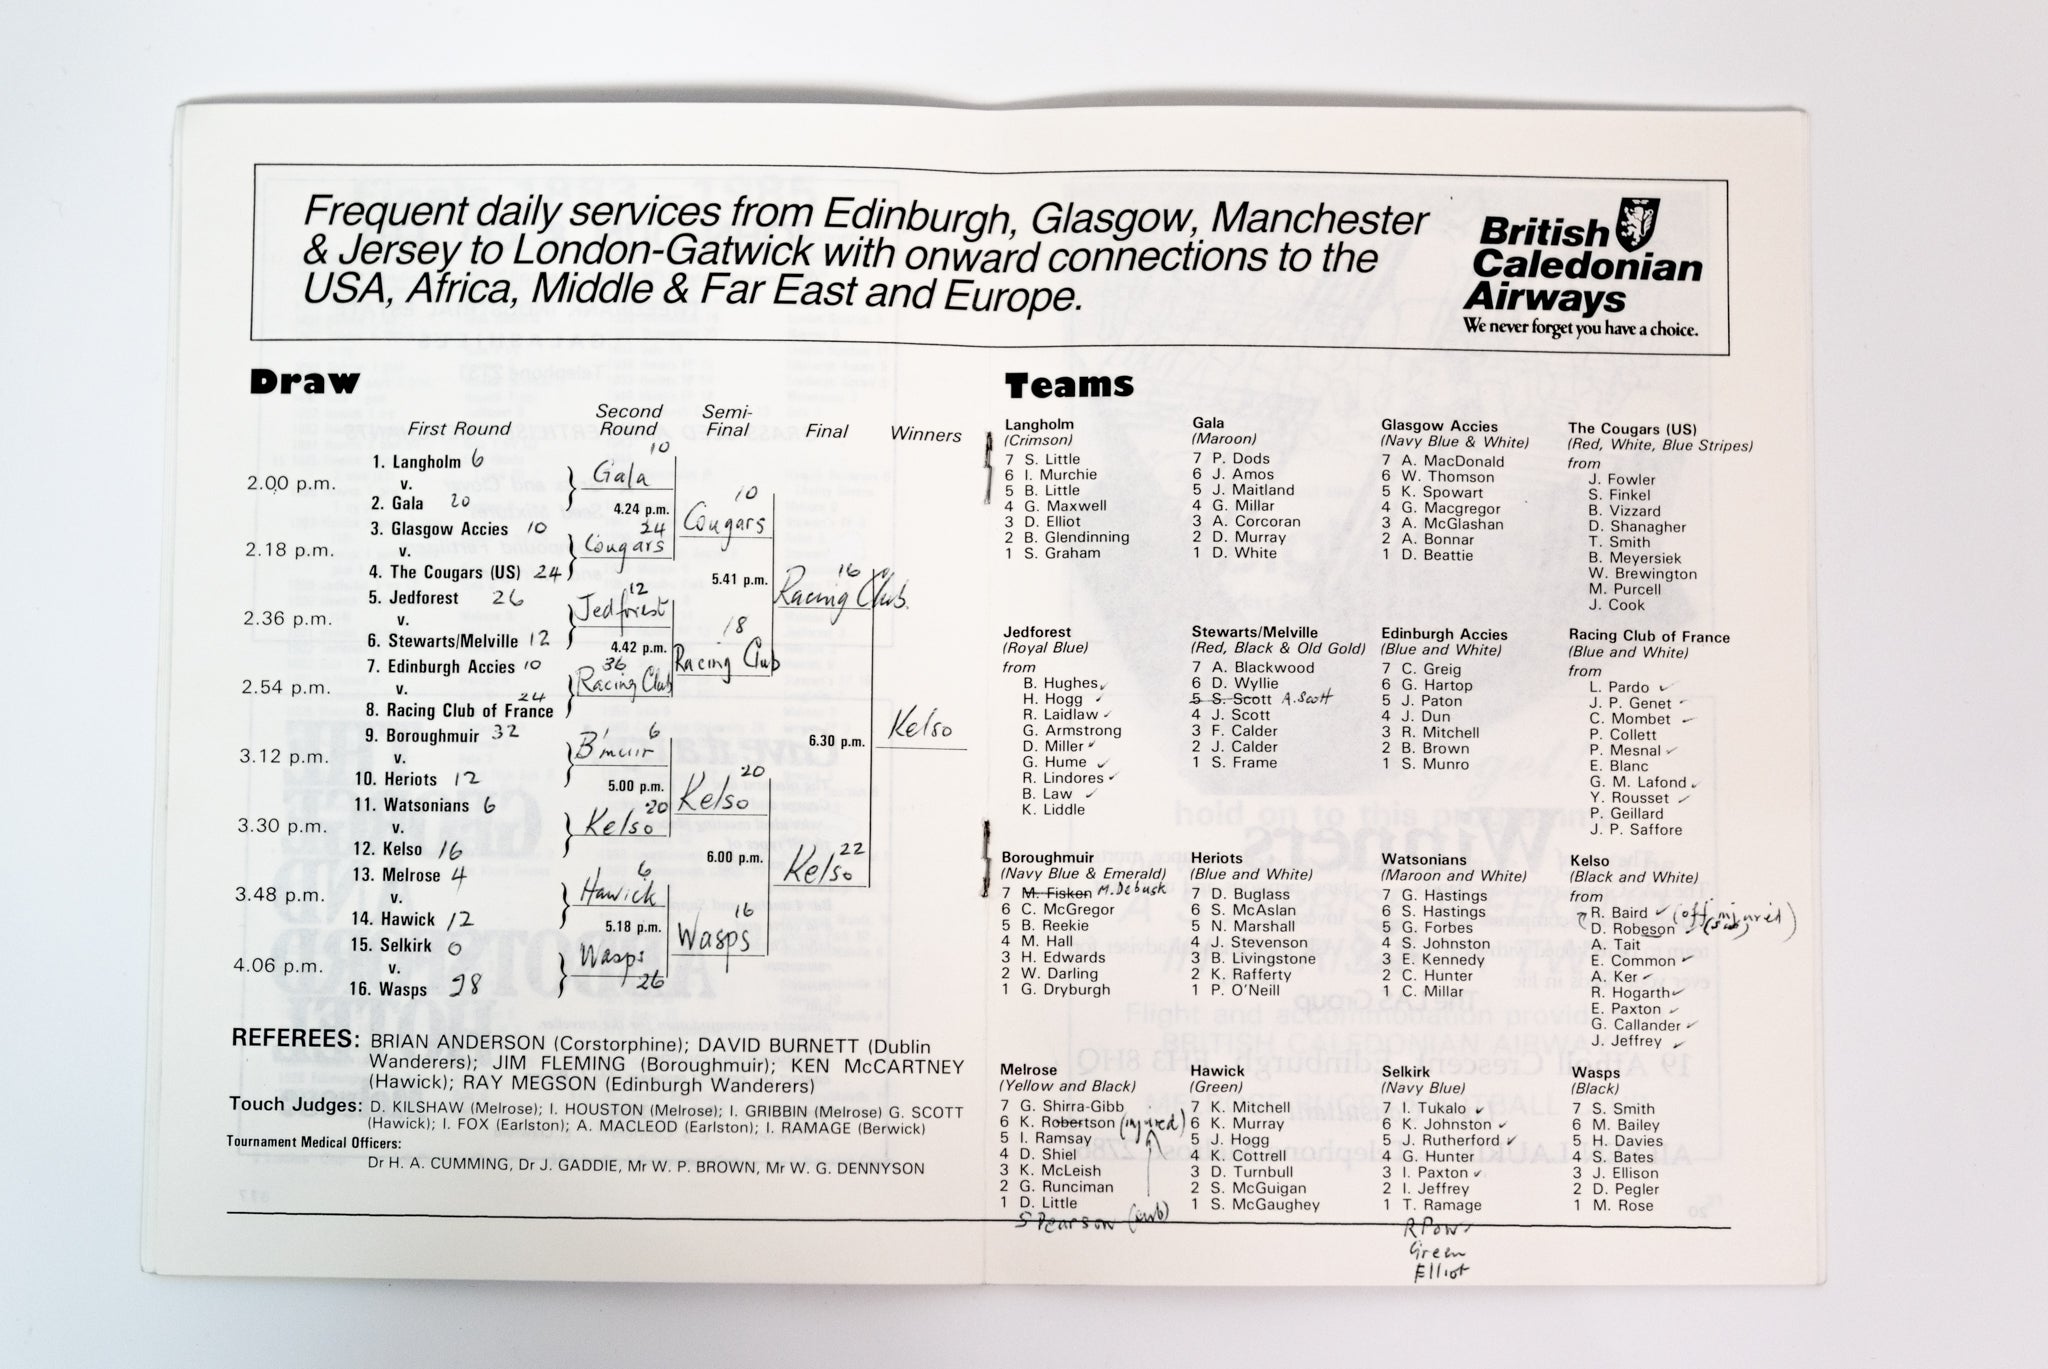 Frequent daily services from Edinburgh, Glasgow, Manchester
& Jersey to London-Gatwick with onward connections to the
USA, Africa, Middle & Far East and Europe.
British
Caledonian
Airways
We never forget you have a choice.
Draw
First Round
Second Round
Semi-Final
Final
Winners
2.00 p.m.
1. Langholm 6
v.
2. Gala 20
2.18 p.m.
3. Glasgow Accies 10
v.
4. The Cougars (US) 24
2.36 p.m.
5. Jedforest 26
v.
6. Stewarts/Melville 12
2.54 p.m.
7. Edinburgh Accies 10
v. 24
8. Racing Club of France
3.12 p.m.
9. Boroughmuir 32
v.
10. Heriots 12
3.30 p.m.
11. Watsonians 6
v.
12. Kelso 16
3.48 p.m.
13. Melrose 4
v.
14. Hawick 12
4.06 p.m.
15. Selkirk 0
v.
16. Wasps 28
10
Gala
4.24 p.m.
24
Cougars
12
Jedforest
4.42 p.m.
36
Racing Club
6
B'muir
5.00 p.m.
20
Kelso
6
Hawick
5.18 p.m.
Wasps
26
10
Cougars
5.41 p.m.
18
Racing Club
20
Kelso
6.00 p.m.
16
Wasps
16
Racing Club
6.30 p.m.
22
Kelso
Kelso
REFEREES: BRIAN ANDERSON (Corstorphine); DAVID BURNETT (Dublin
Wanderers); JIM FLEMING (Boroughmuir); KEN McCARTNEY
(Hawick); RAY MEGSON (Edinburgh Wanderers)
Touch Judges: D. KILSHAW (Melrose); I. HOUSTON (Melrose); I. GRIBBIN (Melrose) G. SCOTT
(Hawick); I. FOX (Earlston); A. MACLEOD (Earlston); I. RAMAGE (Berwick)
Tournament Medical Officers:
Dr H. A. CUMMING, Dr J. GADDIE, Mr W. P. BROWN, Mr W. G. DENNYSON
Teams
Langholm
(Crimson)
7 S. Little
6 I. Murchie
5 B. Little
4 G. Maxwell
3 D. Elliot
2 B. Glendinning
1 S. Graham
Gala
(Maroon)
7 P. Dods
6 J. Amos
5 J. Maitland
4 G. Millar
3 A. Corcoran
2 D. Murray
1 D. White
Glasgow Accies
(Navy Blue & White)
7 A. MacDonald
6 W. Thomson
5 K. Spowart
4 G. Macgregor
3 A. McGlashan
2 A. Bonnar
1 D. Beattie
The Cougars (US)
(Red, White, Blue Stripes)
from
J. Fowler
S. Finkel
B. Vizzard
D. Shanagher
T. Smith
B. Meyersiek
W. Brewington
M. Purcell
J. Cook
Jedforest
(Royal Blue)
from
B. Hughes ✓
H. Hogg ✓
R. Laidlaw ✓
G. Armstrong
D. Miller ✓
G. Hume ✓
R. Lindores ✓
B. Law ✓
K. Liddle
Stewarts/Melville
(Red, Black & Old Gold)
7 A. Blackwood
6 D. Wyllie
5 S. Scott A. Scott
4 J. Scott
3 F. Calder
2 J. Calder
1 S. Frame
Edinburgh Accies
(Blue and White)
7 C. Greig
6 G. Hartop
5 J. Paton
4 J. Dun
3 R. Mitchell
2 B. Brown
1 S. Munro
Racing Club of France
(Blue and White)
from
L. Pardo ✓
J. P. Genet ✓
C. Mombet ✓
P. Collett
P. Mesnal ✓
E. Blanc
G. M. Lafond ✓
Y. Rousset ✓
P. Geillard
J. P. Saffore
Boroughmuir
(Navy Blue & Emerald)
7 M. Fisken M. Debusk
6 C. McGregor
5 B. Reekie
4 M. Hall
3 H. Edwards
2 W. Darling
1 G. Dryburgh
Heriots
(Blue and White)
7 D. Buglass
6 S. McAslan
5 N. Marshall
4 J. Stevenson
3 B. Livingstone
2 K. Rafferty
1 P. O'Neill
Watsonians
(Maroon and White)
7 G. Hastings
6 S. Hastings
5 G. Forbes
4 S. Johnston
3 E. Kennedy
2 C. Hunter
1 C. Millar
Kelso
(Black and White)
from
R. Baird ✓ (off injured)
D. Robeson ✓ (sub)
A. Tait
E. Common ✓
A. Ker ✓
R. Hogarth ✓
E. Paxton ✓
G. Callander ✓
J. Jeffrey ✓
Melrose
(Yellow and Black)
7 G. Shirra-Gibb
6 K. Robertson (injured)
5 I. Ramsay
4 D. Shiel
3 K. McLeish
2 G. Runciman
1 D. Little
S Pearson (sub)
Hawick
(Green)
7 K. Mitchell
6 K. Murray
5 J. Hogg
4 K. Cottrell
3 D. Turnbull
2 S. McGuigan
1 S. McGaughey
Selkirk
(Navy Blue)
7 I. Tukalo ✓
6 K. Johnston ✓
5 J. Rutherford ✓
4 G. Hunter
3 I. Paxton ✓
2 I. Jeffrey
1 T. Ramage
R Pow
Green
Elliot
Wasps
(Black)
7 S. Smith
6 M. Bailey
5 H. Davies
4 S. Bates
3 J. Ellison
2 D. Pegler
1 M. Rose